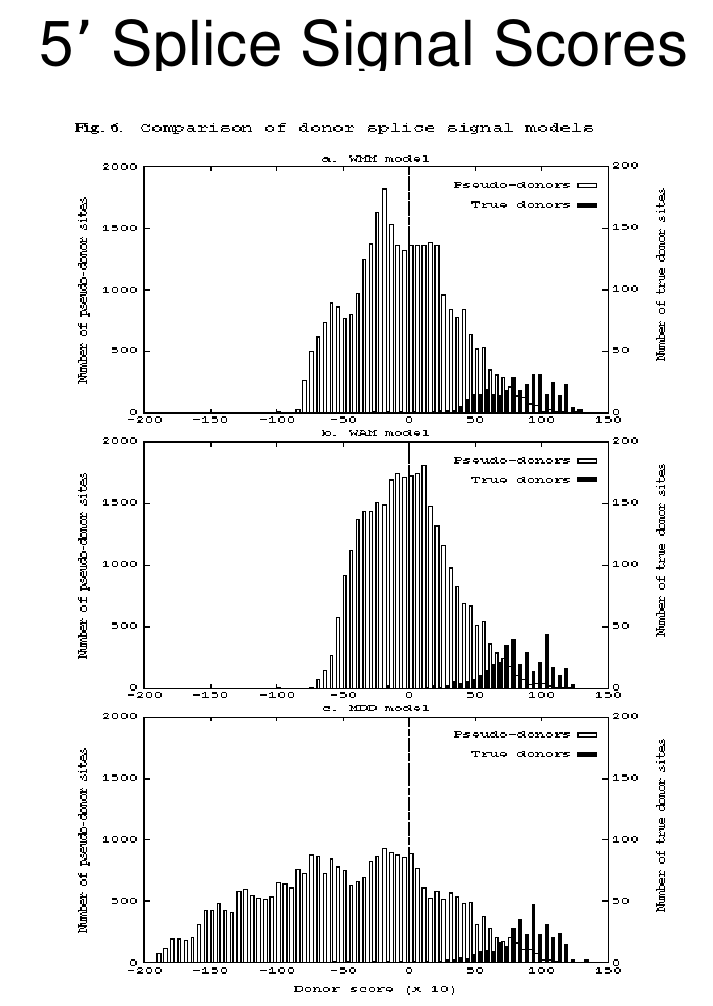 5′ Splice Signal Scores
Fig. 6. Comparison of donor splice signal models
a. WMM model
Number of pseudo-donor sites
2000
1500
1000
500
0
Pseudo-donors
True donors
200
150
100
50
0
Number of true donor sites
-200 -150 -100 -50 0 50 100 150
b. WAM model
Number of pseudo-donor sites
2000
1500
1000
500
0
Pseudo-donors
True donors
200
150
100
50
0
Number of true donor sites
-200 -150 -100 -50 0 50 100 150
c. MDD model
Number of pseudo-donor sites
2000
1500
1000
500
0
Pseudo-donors
True donors
200
150
100
50
0
Number of true donor sites
-200 -150 -100 -50 0 50 100 150
Donor score (x 10)